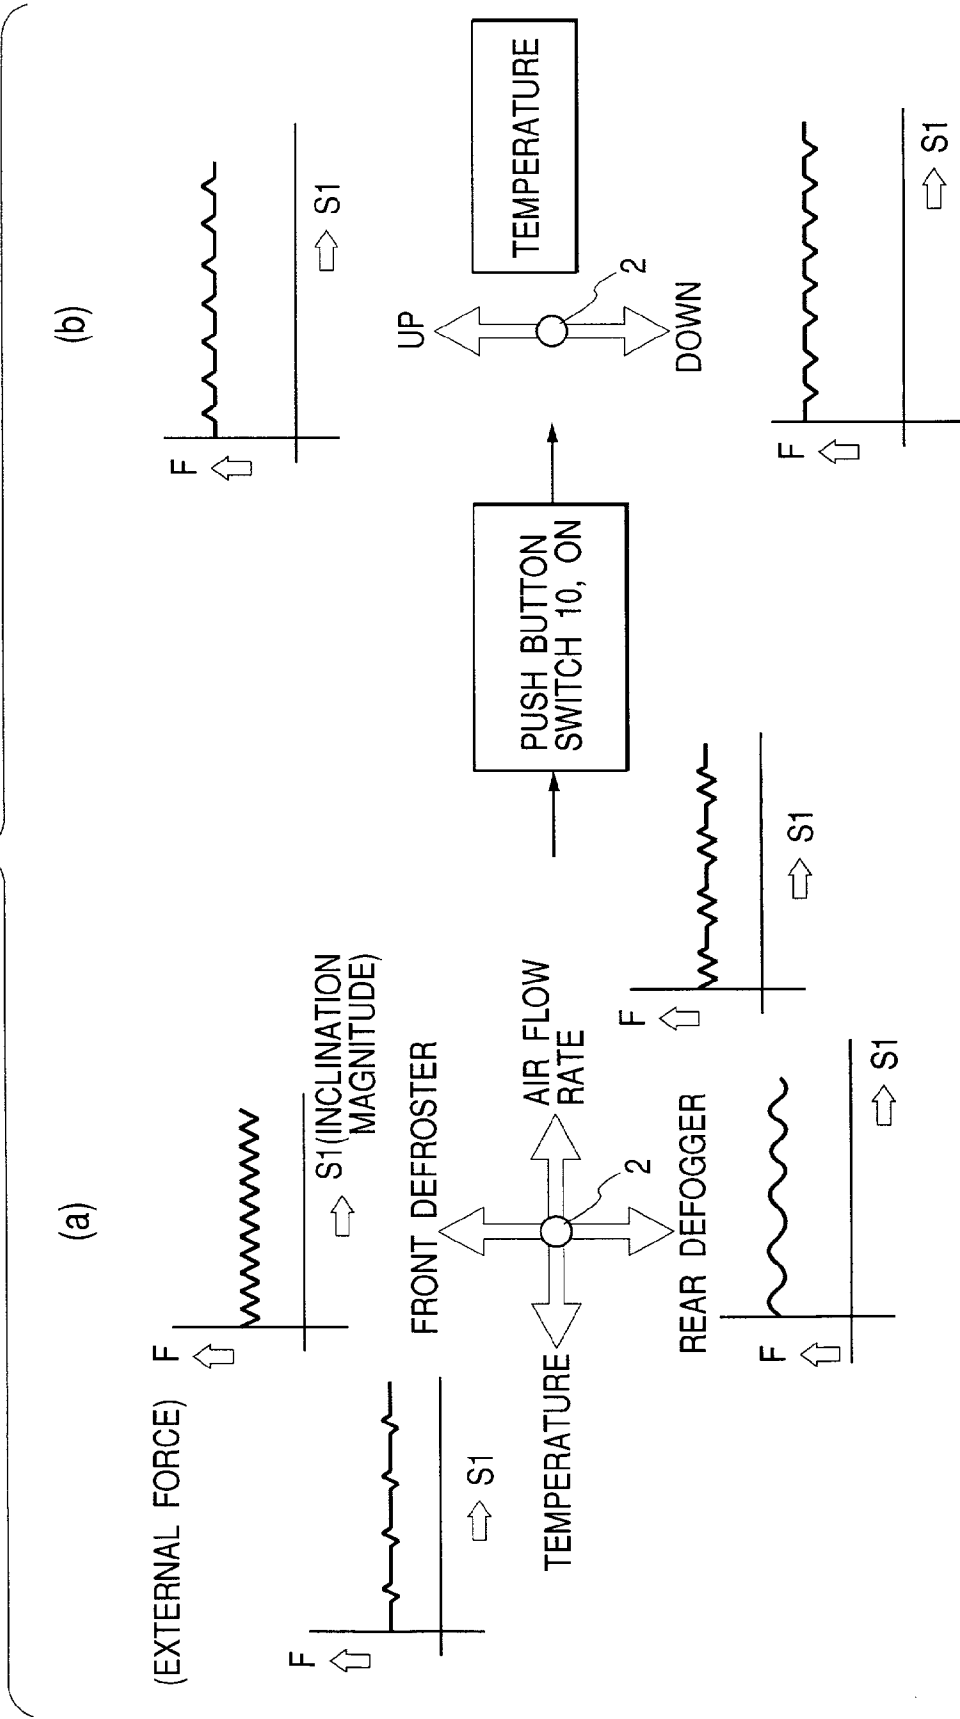 (a)
(EXTERNAL FORCE)
F
S1(INCLINATION
MAGNITUDE)
F
S1
FRONT DEFROSTER
TEMPERATURE
AIR FLOW
RATE
2
REAR DEFOGGER
F
S1
F
S1
PUSH BUTTON
SWITCH 10, ON
(b)
F
S1
UP
TEMPERATURE
2
DOWN
F
S1